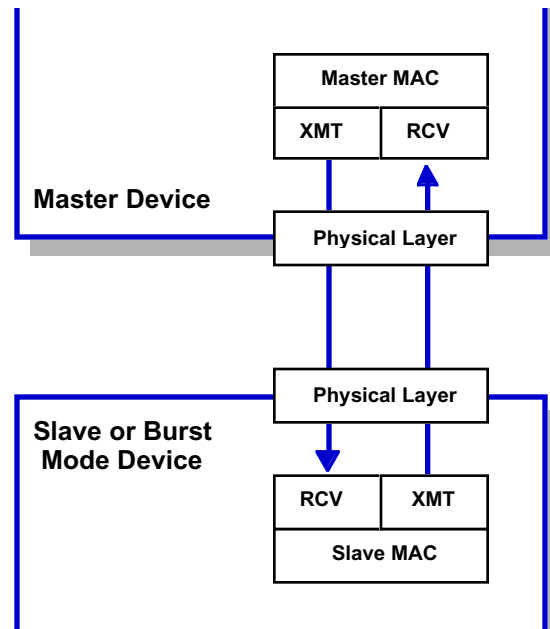 Master MAC
XMT
RCV
Master Device
Physical Layer
Physical Layer
Slave or Burst
Mode Device
RCV
XMT
Slave MAC